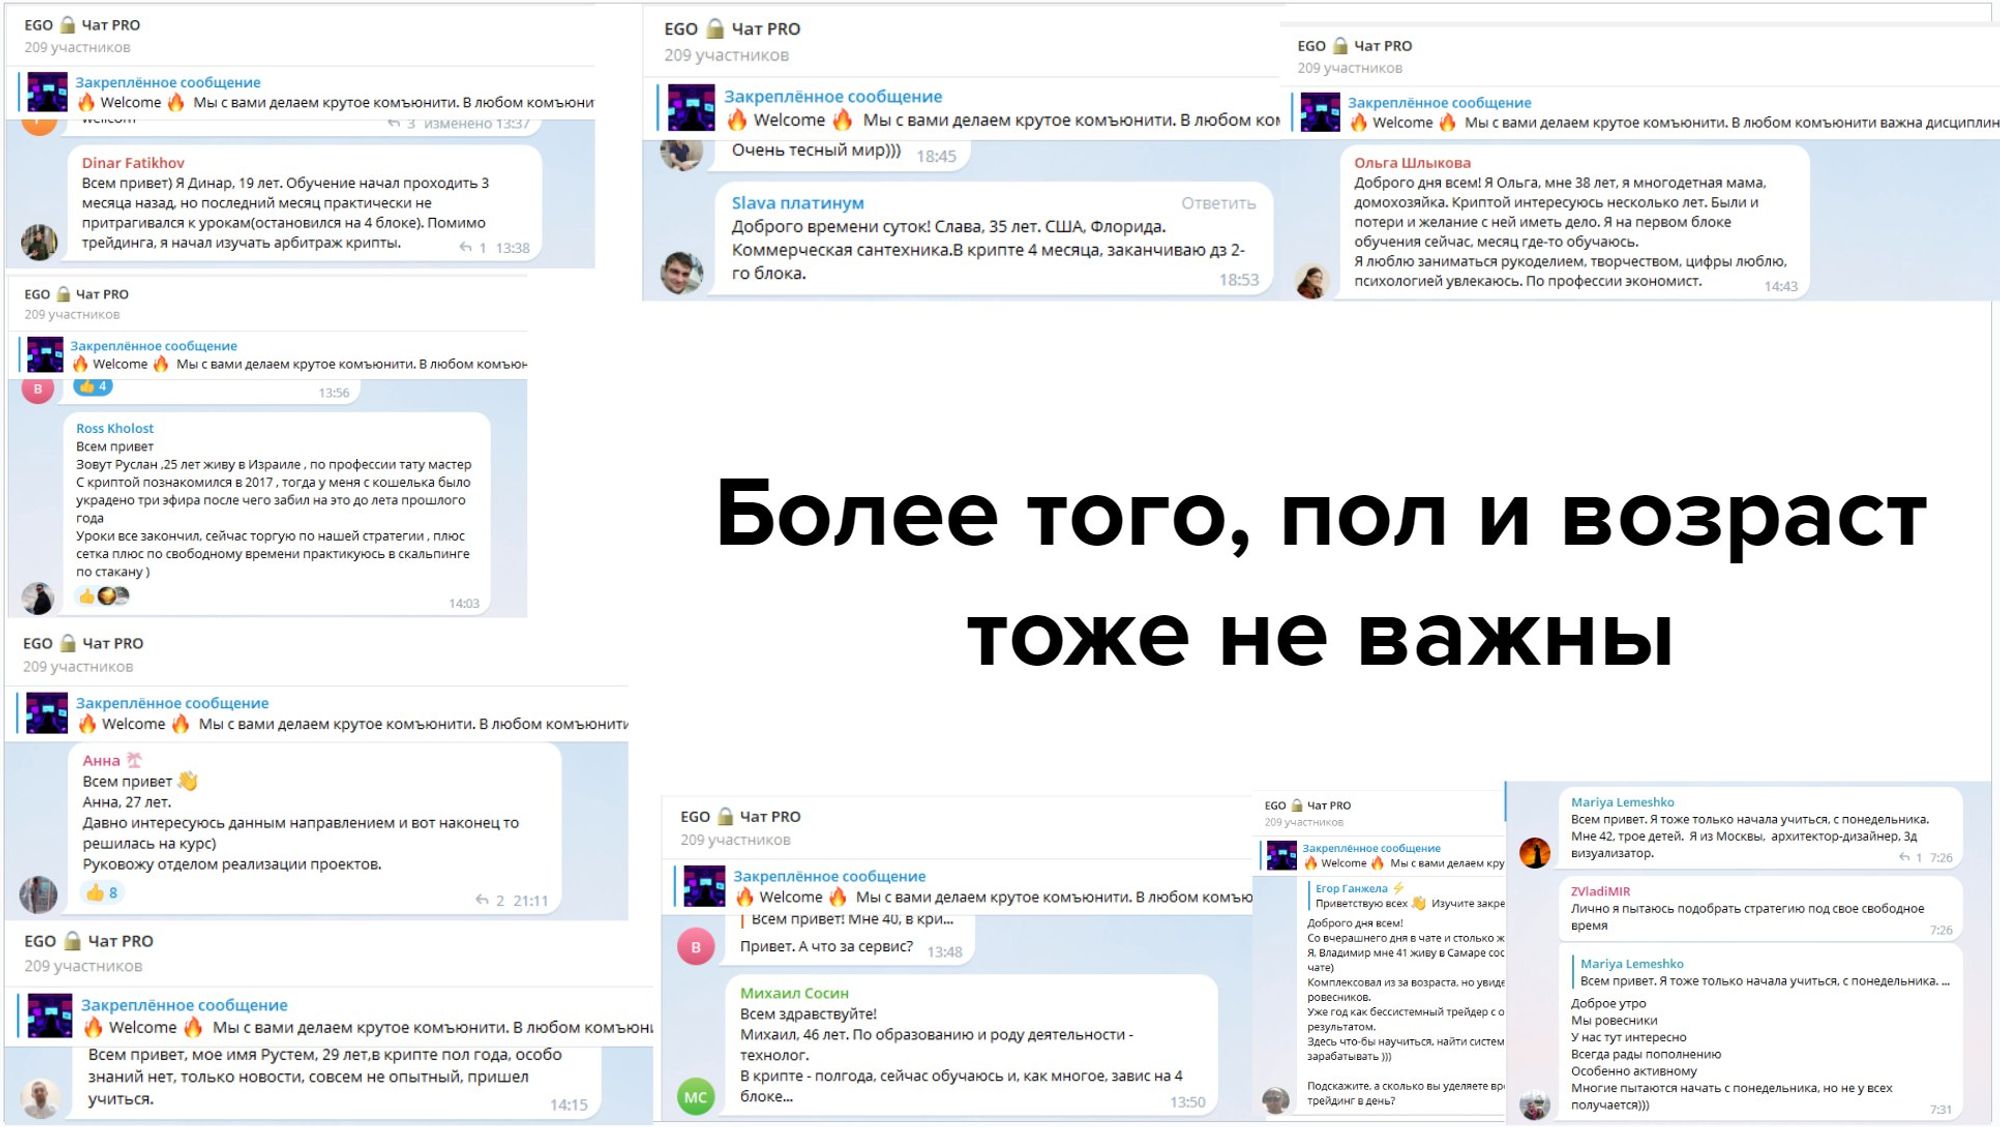 EGO 🔒 Чат PRO
209 участников
Закреплённое сообщение
🔥 Welcome 🔥 Мы с вами делаем крутое комъюнити. В любом комъюни
3 изменено 13:37
Dinar Fatikhov
Всем привет) Я Динар, 19 лет. Обучение начал проходить 3
месяца назад, но последний месяц практически не
притрагивался к урокам(остановился на 4 блоке). Помимо
трейдинга, я начал изучать арбитраж крипты.
1 13:38
EGO 🔒 Чат PRO
209 участников
Закреплённое сообщение
🔥 Welcome 🔥 Мы с вами делаем крутое комъюнити. В любом ком
Очень тесный мир))) 18:45
Slava платинум Ответить
Доброго времени суток! Слава, 35 лет. США, Флорида.
Коммерческая сантехника.В крипте 4 месяца, заканчиваю дз 2-
го блока.
18:53
EGO 🔒 Чат PRO
209 участников
Закреплённое сообщение
🔥 Welcome 🔥 Мы с вами делаем крутое комъюнити. В любом комъюнити важна дисциплин
Ольга Шлыкова
Доброго дня всем! Я Ольга, мне 38 лет, я многодетная мама,
домохозяйка. Криптой интересуюсь несколько лет. Были и
потери и желание с ней иметь дело. Я на первом блоке
обучения сейчас, месяц где-то обучаюсь.
Я люблю заниматься рукоделием, творчеством, цифры люблю,
психологией увлекаюсь. По профессии экономист.
14:43
EGO 🔒 Чат PRO
209 участников
Закреплённое сообщение
🔥 Welcome 🔥 Мы с вами делаем крутое комъюнити. В любом комъюн
В
👍 4
13:56
Ross Kholost
Всем привет
Зовут Руслан ,25 лет живу в Израиле , по профессии тату мастер
С криптой познакомился в 2017 , тогда у меня с кошелька было
украдено три эфира после чего забил на это до лета прошлого
года
Уроки все закончил, сейчас торгую по нашей стратегии , плюс
сетка плюс по свободному времени практикуюсь в скальпинге
по стакану )
👍
14:03
Более того, пол и возраст
тоже не важны
EGO 🔒 Чат PRO
209 участников
Закреплённое сообщение
🔥 Welcome 🔥 Мы с вами делаем крутое комъюнити. В любом комъюнити
Анна 🌴
Всем привет 👋
Анна, 27 лет.
Давно интересуюсь данным направлением и вот наконец то
решилась на курс)
Руковожу отделом реализации проектов.
👍 8
2 21:11
EGO 🔒 Чат PRO
209 участников
Закреплённое сообщение
🔥 Welcome 🔥 Мы с вами делаем крутое комъюнити. В любом комъюн
Всем привет, мое имя Рустем, 29 лет,в крипте пол года, особо
знаний нет, только новости, совсем не опытный, пришел
учиться.
14:15
EGO 🔒 Чат PRO
209 участников
Закреплённое сообщение
🔥 Welcome 🔥 Мы с вами делаем крутое комъюнити. В любом комъю
Всем привет! Мне 40, в кри...
В
Привет. А что за сервис? 13:48
Михаил Сосин
Всем здравствуйте!
Михаил, 46 лет. По образованию и роду деятельности -
технолог.
В крипте - полгода, сейчас обучаюсь и, как многое, завис на 4
блоке...
МС
13:50
EGO 🔒 Чат PRO
209 участников
Закреплённое сообщение
🔥 Welcome 🔥 Мы с вами делаем кру
Егор Ганжела ⚡
Приветствую всех 👋 Изучите закре
Доброго дня всем!
Со вчерашнего дня в чате и столько ж
Я, Владимир мне 41 живу в Самаре сос
чате)
Комплексовал из за возраста, но увиде
ровесников.
Уже год как бессистемный трейдер с о
результатом.
Здесь что-бы научиться, найти систем
зарабатывать )))
Подскажите, а сколько вы уделяете вр
трейдинг в день?
Mariya Lemeshko
Всем привет. Я тоже только начала учиться, с понедельника.
Мне 42, трое детей. Я из Москвы, архитектор-дизайнер, 3д
визуализатор.
1 7:26
ZVladiMIR
Лично я пытаюсь подобрать стратегию под свое свободное
время
7:26
Mariya Lemeshko
Всем привет. Я тоже только начала учиться, с понедельника. ...
Доброе утро
Мы ровесники
У нас тут интересно
Всегда рады пополнению
Особенно активному
Многие пытаются начать с понедельника, но не у всех
получается)))
7:31